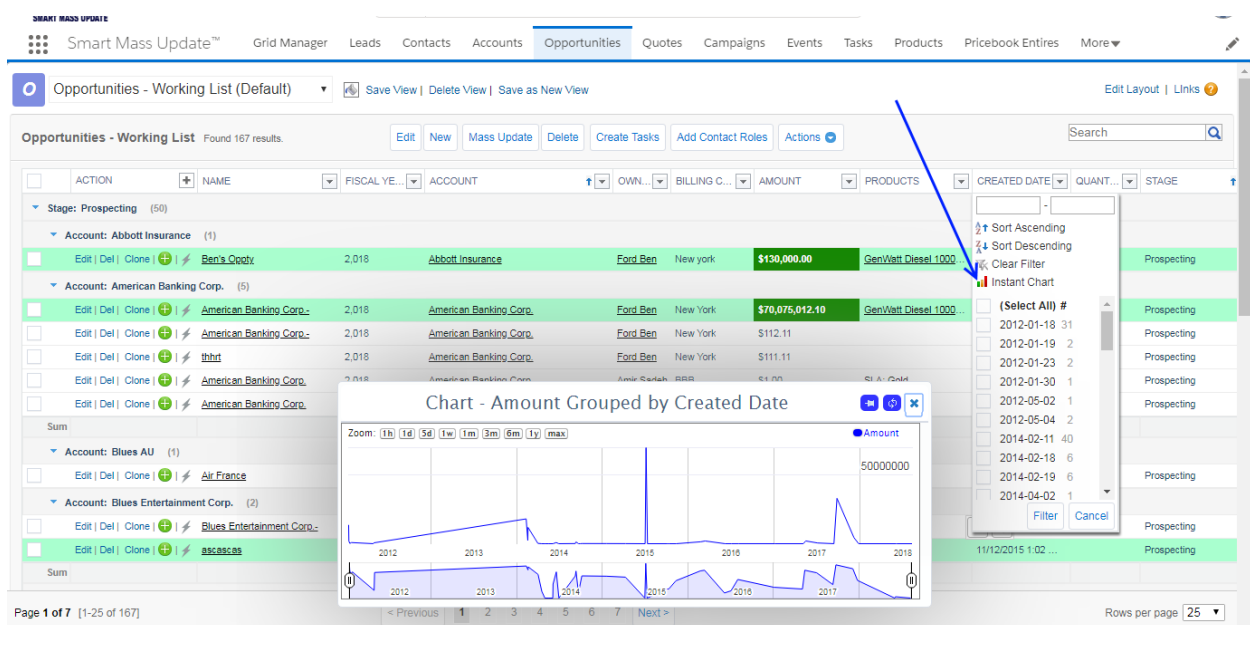 SMART MASS UPDATE
Smart Mass Update™ Grid Manager Leads Contacts Accounts Opportunities Quotes Campaigns Events Tasks Products Pricebook Entires More
O Opportunities - Working List (Default) Save View | Delete View | Save as New View Edit Layout | LInks ?
Opportunities - Working List Found 167 results. Edit New Mass Update Delete Create Tasks Add Contact Roles Actions Search
ACTION + NAME FISCAL YE... ACCOUNT OWN... BILLING C... AMOUNT PRODUCTS CREATED DATE QUANT... STAGE
Stage: Prospecting (50)
-
Account: Abbott Insurance (1)
Sort Ascending
Sort Descending
Edit | Del | Clone | Ben's Oppty 2,018 Abbott Insurance Ford Ben New york $130,000.00 GenWatt Diesel 1000... Prospecting
Clear Filter
Account: American Banking Corp. (5)
Instant Chart
Edit | Del | Clone | American Banking Corp.- 2,018 American Banking Corp. Ford Ben New York $70,075,012.10 GenWatt Diesel 1000... Prospecting
(Select All) #
2012-01-18 31
Edit | Del | Clone | American Banking Corp.- 2,018 American Banking Corp. Ford Ben New York $112.11 Prospecting
2012-01-19 2
Edit | Del | Clone | thhrt 2,018 American Banking Corp. Ford Ben New York $111.11 Prospecting
2012-01-23 2
Edit | Del | Clone | American Banking Corp. 2,018 American Banking Corp. Amir Sadeh BBB $1.00 SLA: Gold Prospecting
2012-01-30 1
Edit | Del | Clone | American Banking Corp. Prospecting
2012-05-02 1
2012-05-04 2
Sum
2014-02-11 40
Account: Blues AU (1)
2014-02-18 6
Edit | Del | Clone | Air France Prospecting
2014-02-19 6
2014-04-02 1
Account: Blues Entertainment Corp. (2)
Filter Cancel
Edit | Del | Clone | Blues Entertainment Corp.- Prospecting
Edit | Del | Clone | ascascas 11/12/2015 1:02 ... Prospecting
Sum
Chart - Amount Grouped by Created Date
Zoom: 1h 1d 5d 1w 1m 3m 6m 1y max Amount
50000000
2012 2013 2014 2015 2016 2017 2018
2012 2013 2014 2015 2016 2017
Page 1 of 7 [1-25 of 167] < Previous 1 2 3 4 5 6 7 Next > Rows per page 25